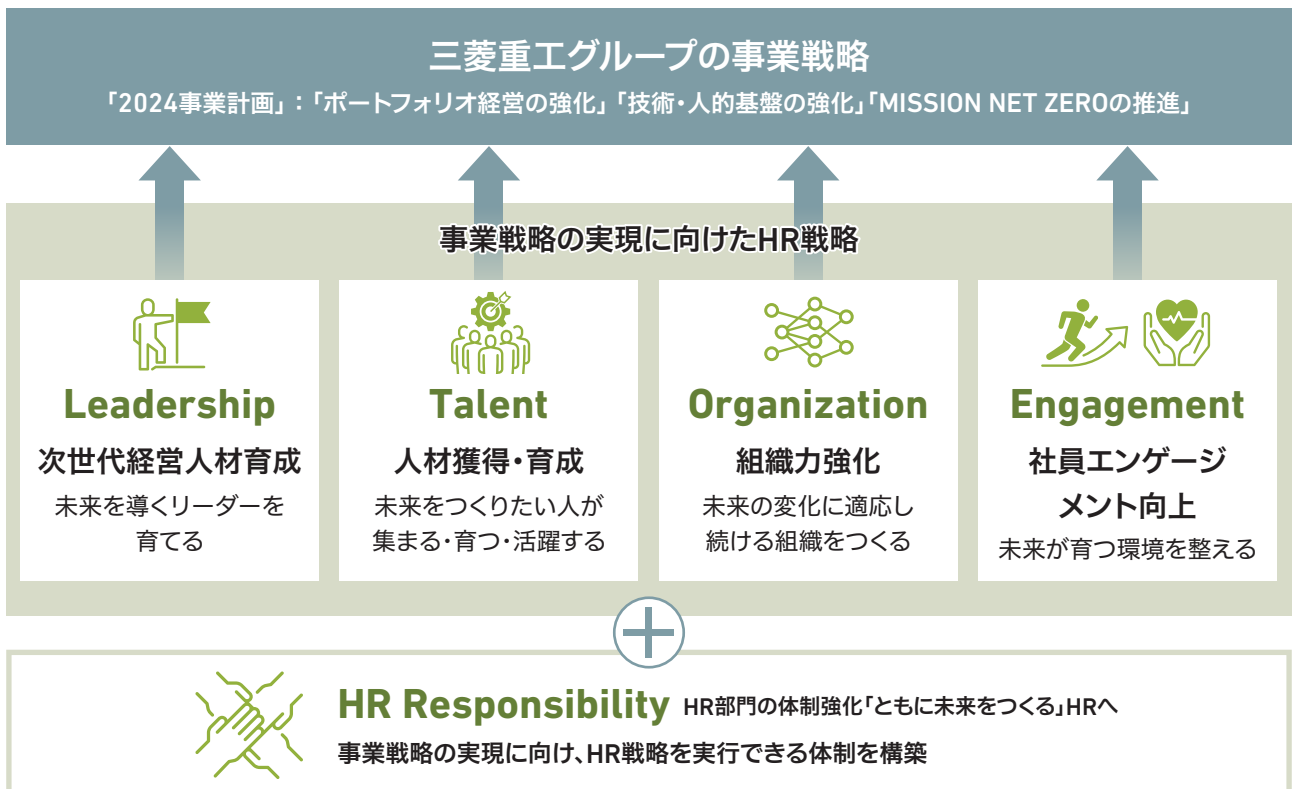 三菱重工グループの事業戦略
「2024事業計画」：「ポートフォリオ経営の強化」「技術・人的基盤の強化」「MISSION NET ZEROの推進」
事業戦略の実現に向けたHR戦略
Leadership
次世代経営人材育成
未来を導くリーダーを
育てる
Talent
人材獲得・育成
未来をつくりたい人が
集まる・育つ・活躍する
Organization
組織力強化
未来の変化に適応し
続ける組織をつくる
Engagement
社員エンゲージ
メント向上
未来が育つ環境を整える
HR Responsibility HR部門の体制強化「ともに未来をつくる」HRへ
事業戦略の実現に向け、HR戦略を実行できる体制を構築